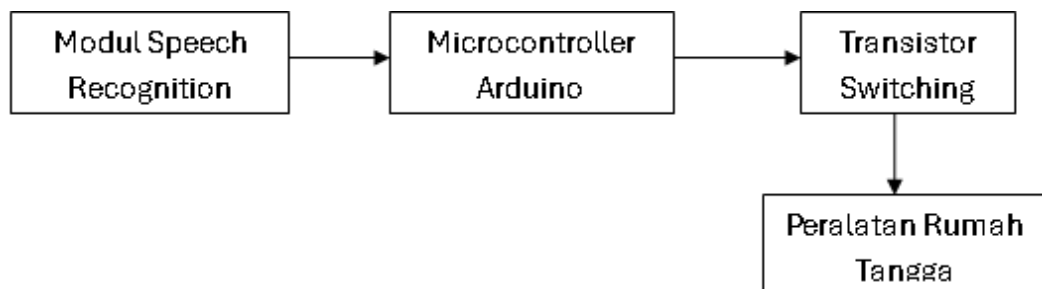 Modul Speech
Recognition
Microcontroller
Arduino
Transistor
Switching
Peralatan Rumah
Tangga